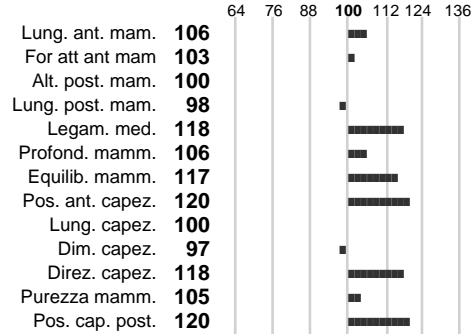 64 76 88 100 112 124 136
Lung. ant. mam. 106
For att ant mam 103
Alt. post. mam. 100
Lung. post. mam. 98
Legam. med. 118
Profond. mamm. 106
Equilib. mamm. 117
Pos. ant. capez. 120
Lung. capez. 100
Dim. capez. 97
Direz. capez. 118
Purezza mamm. 105
Pos. cap. post. 120